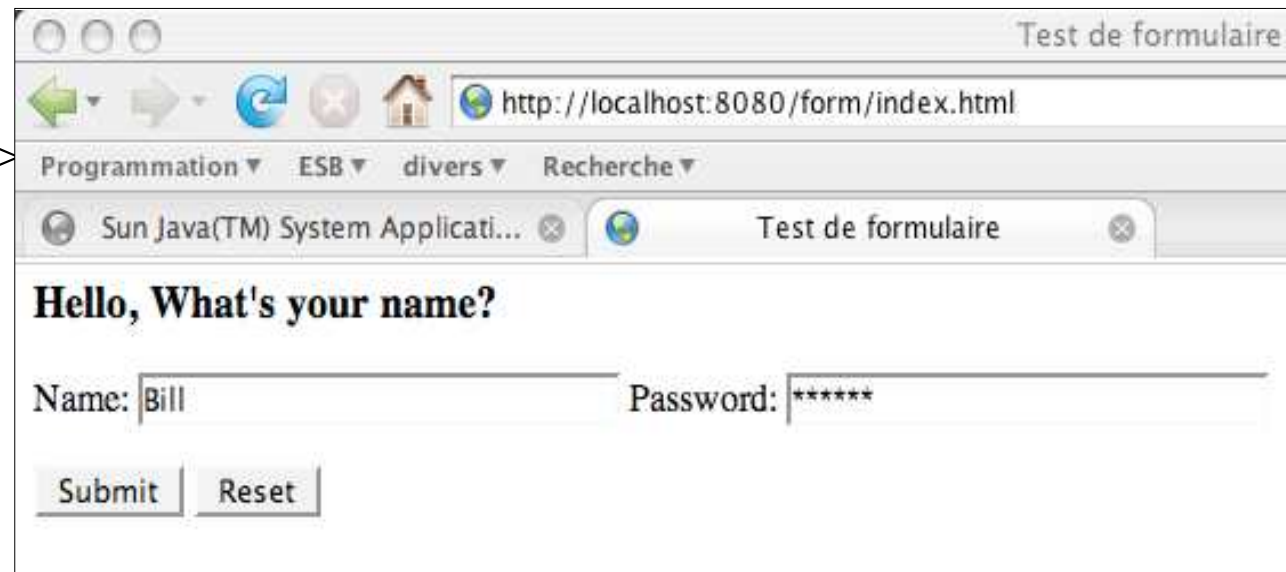 Test de formulaire
http://localhost:8080/form/index.html
>
Programmation ESB divers Recherche
Sun Java(TM) System Applicati... Test de formulaire
Hello, What's your name?
Name: Bill Password: ******
Submit Reset